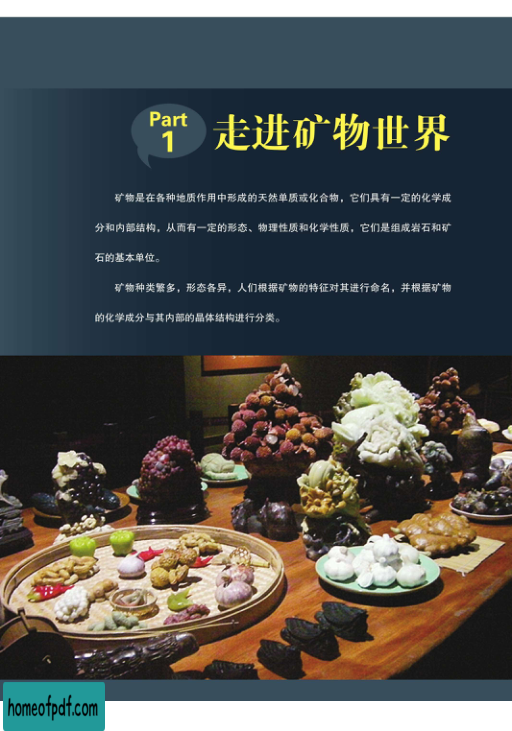 Part
1
走进矿物世界
矿物是在各种地质作用中形成的天然单质或化合物，它们具有一定的化学成
分和内部结构，从而有一定的形态、物理性质和化学性质，它们是组成岩石和矿
石的基本单位。
矿物种类繁多，形态各异，人们根据矿物的特征对其进行命名，并根据矿物
的化学成分与其内部的晶体结构进行分类。
homeofpdf.com